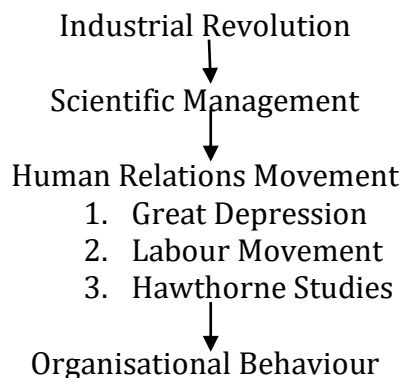 Industrial Revolution
Scientific Management
Human Relations Movement
1. Great Depression
2. Labour Movement
3. Hawthorne Studies
Organisational Behaviour